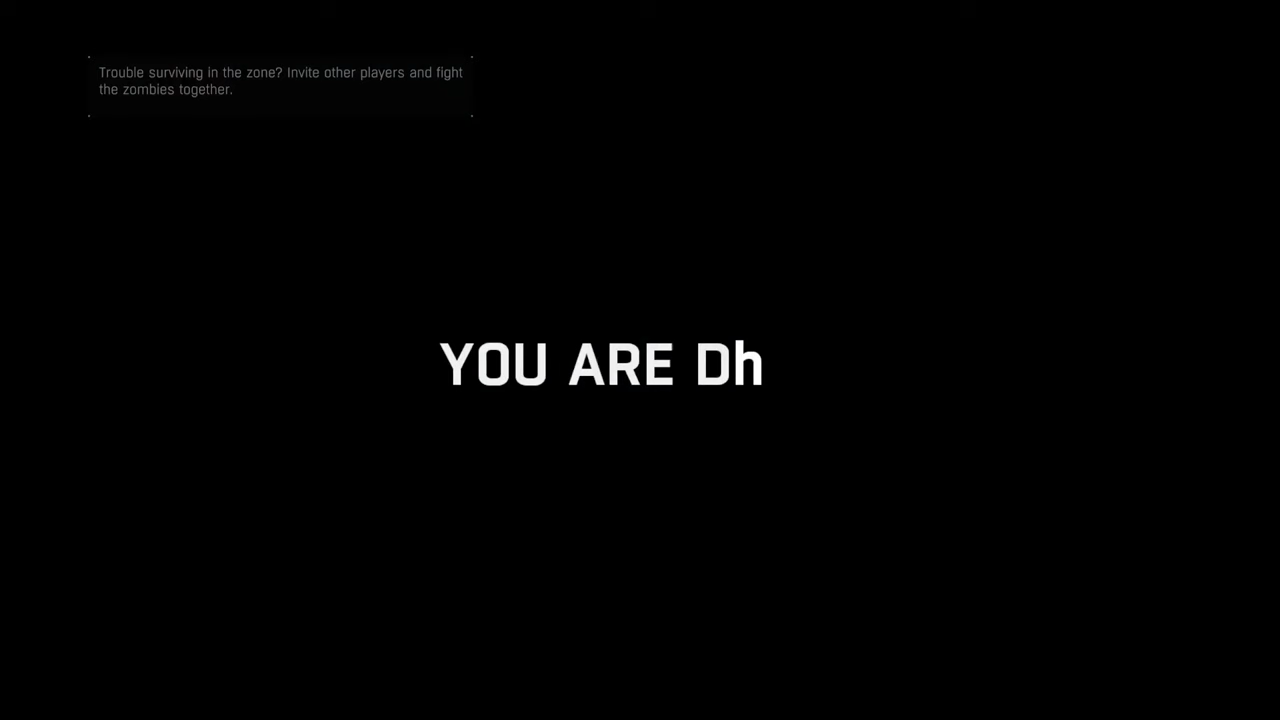 Trouble surviving in the zone? Invite other players and fight
the zombies together.
YOU ARE Dh